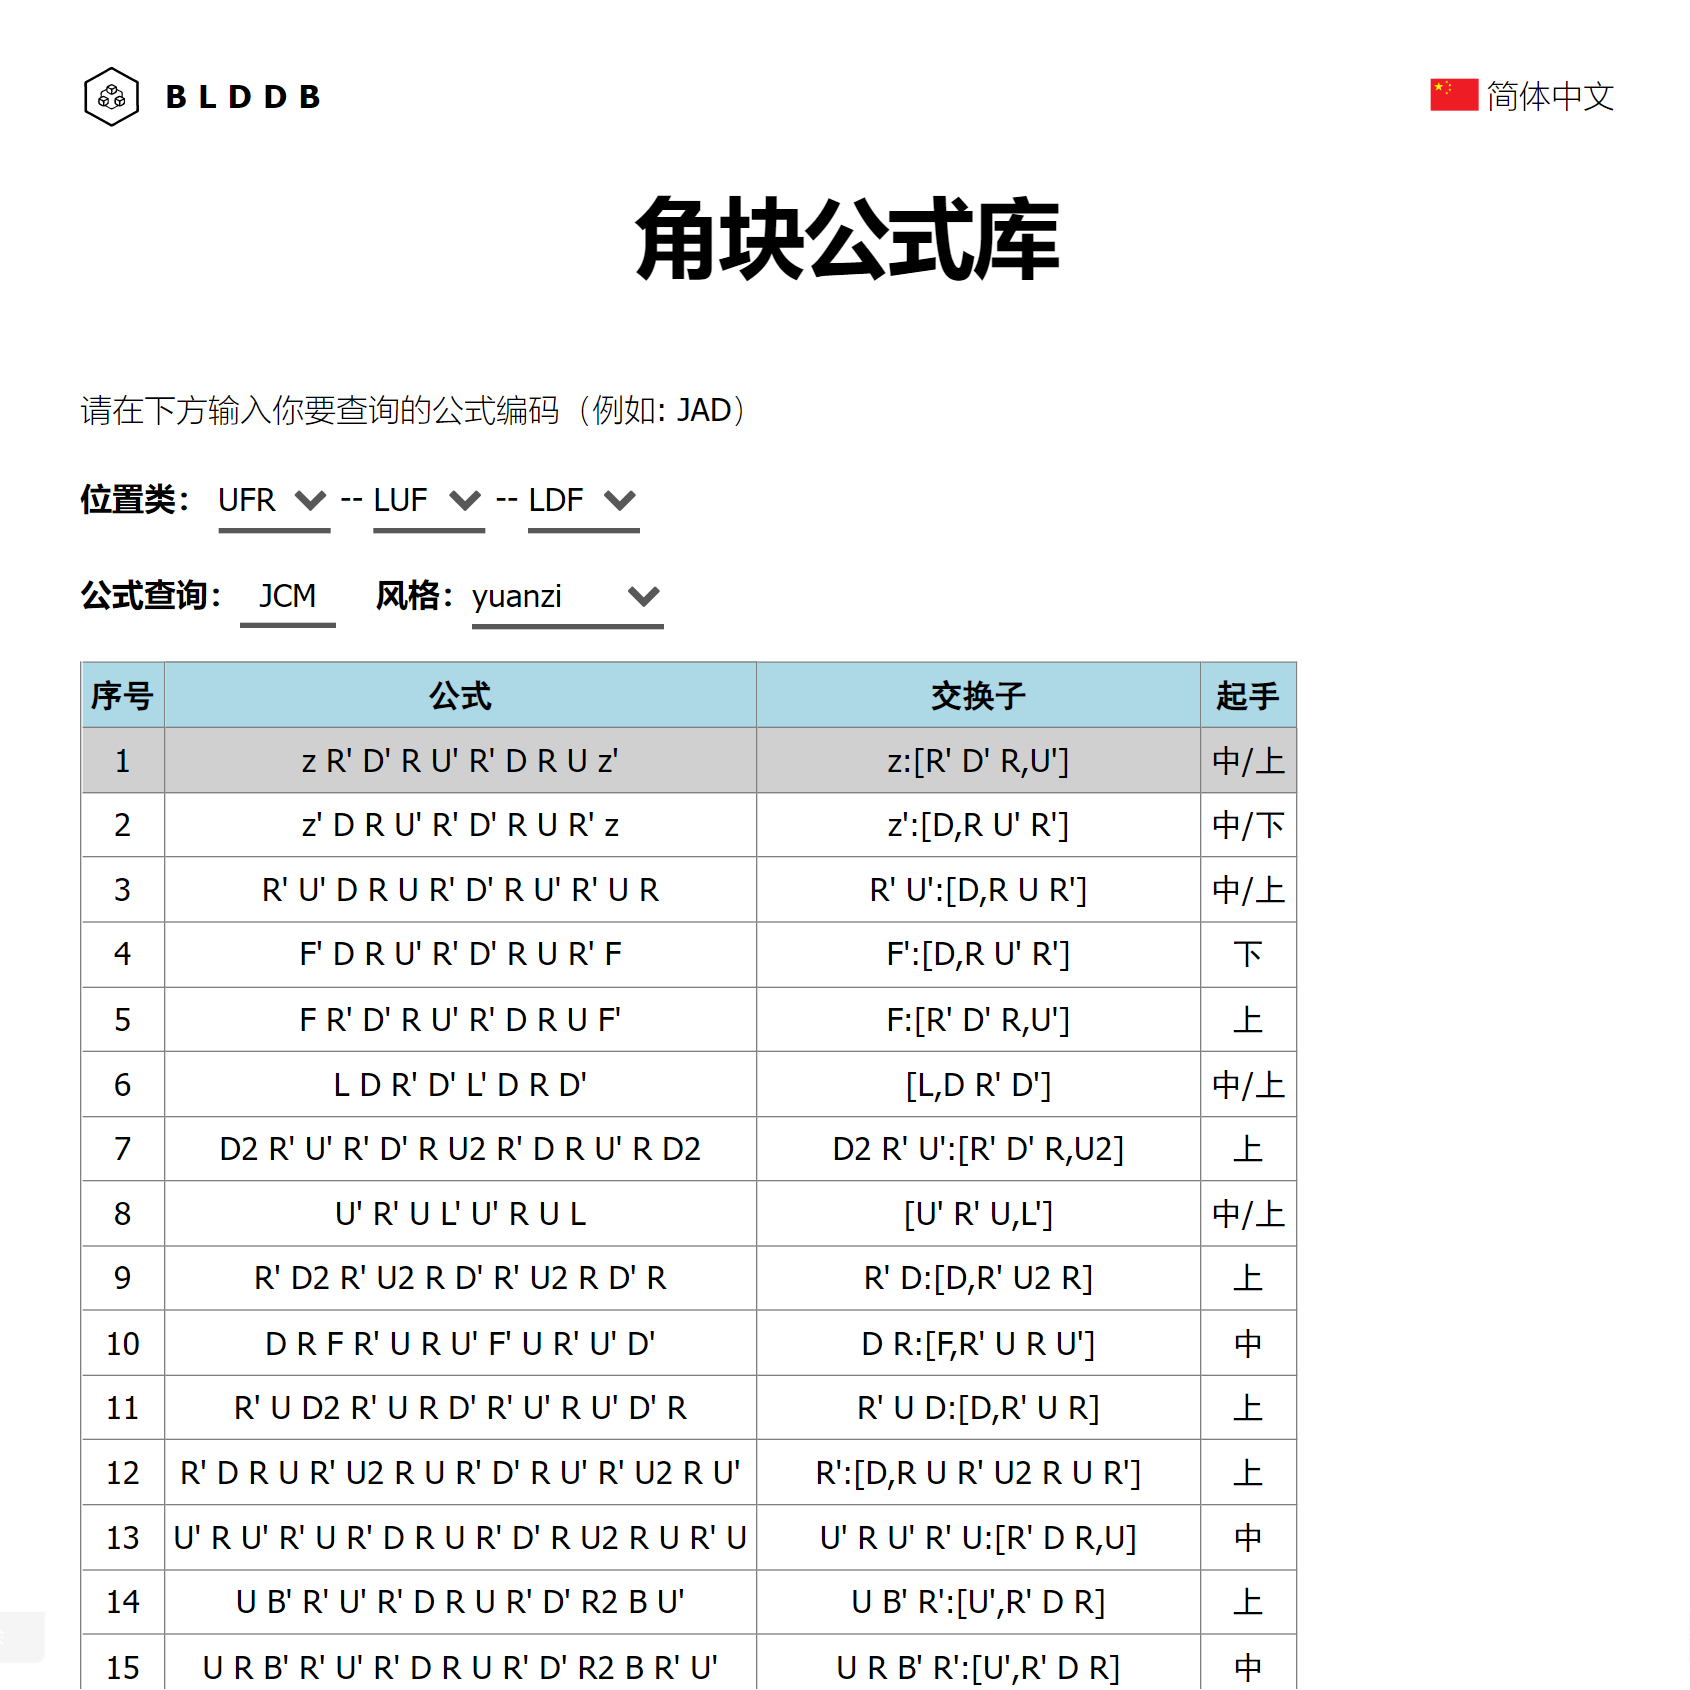 BLDDB
简体中文
角块公式库
请在下方输入你要查询的公式编码（例如: JAD）
位置类： UFR -- LUF -- LDF
公式查询： JCM 风格： yuanzi
序号 公式 交换子 起手
1 z R' D' R U' R' D R U z' z:[R' D' R,U'] 中/上
2 z' D R U' R' D' R U R' z z':[D,R U' R'] 中/下
3 R' U' D R U R' D' R U' R' U R R' U':[D,R U R'] 中/上
4 F' D R U' R' D' R U R' F F':[D,R U' R'] 下
5 F R' D' R U' R' D R U F' F:[R' D' R,U'] 上
6 L D R' D' L' D R D' [L,D R' D'] 中/上
7 D2 R' U' R' D' R U2 R' D R U' R D2 D2 R' U':[R' D' R,U2] 上
8 U' R' U L' U' R U L [U' R' U,L'] 中/上
9 R' D2 R' U2 R D' R' U2 R D' R R' D:[D,R' U2 R] 上
10 D R F R' U R U' F' U R' U' D' D R:[F,R' U R U'] 中
11 R' U D2 R' U R D' R' U' R U' D' R R' U D:[D,R' U R] 上
12 R' D R U R' U2 R U R' D' R U' R' U2 R U' R':[D,R U R' U2 R U R'] 上
13 U' R U' R' U R' D R U R' D' R U2 R U R' U U' R U' R' U:[R' D R,U] 中
14 U B' R' U' R' D R U R' D' R2 B U' U B' R':[U',R' D R] 上
15 U R B' R' U' R' D R U R' D' R2 B R' U' U R B' R':[U',R' D R] 中